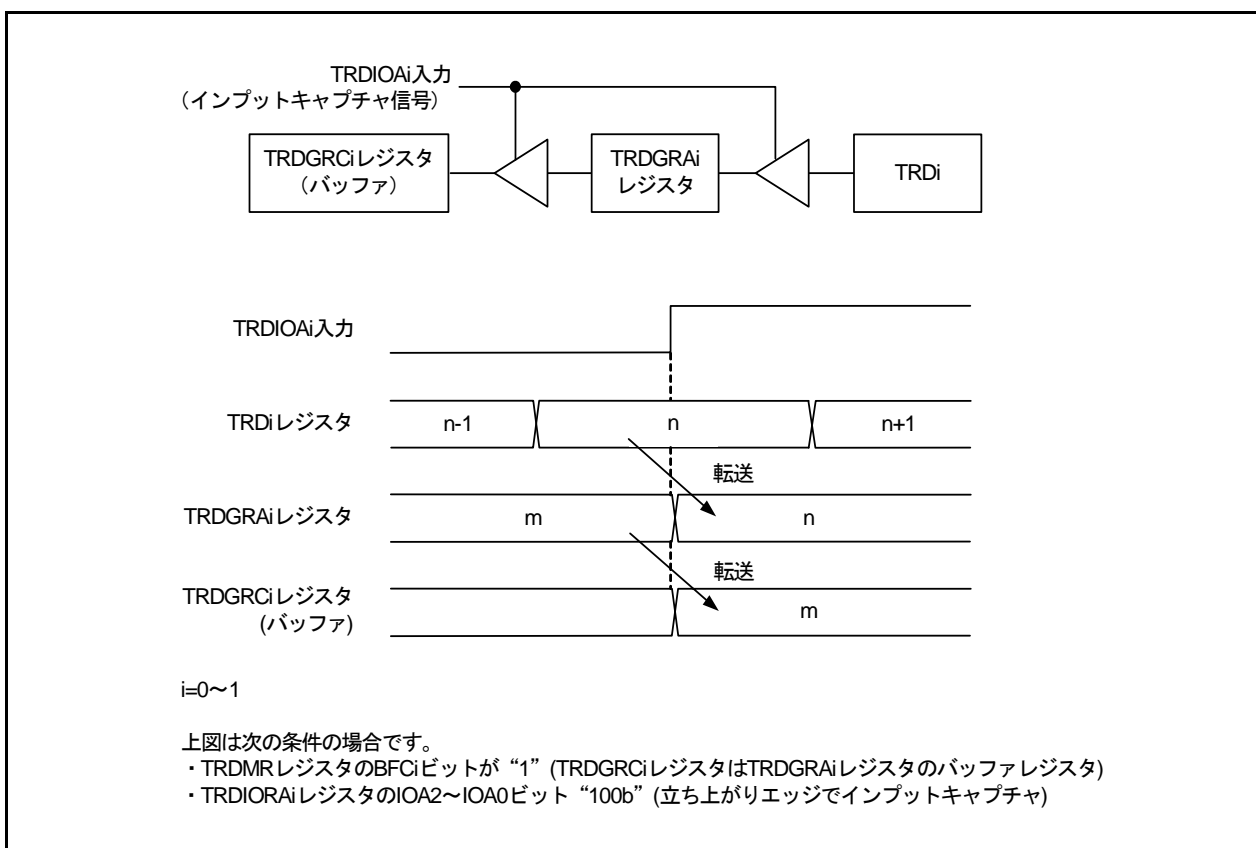 TRDIOAi入力
（インプットキャプチャ信号）
TRDGRCiレジスタ
（バッファ）
TRDGRAi
レジスタ
TRDi
TRDIOAi入力
TRDiレジスタ
n-1
n
n+1
転送
TRDGRAiレジスタ
m
n
転送
TRDGRCiレジスタ
(バッファ)
m
i=0～1
上図は次の条件の場合です。
・TRDMRレジスタのBFCiビットが“1” (TRDGRCiレジスタはTRDGRAiレジスタのバッファレジスタ)
・TRDIORAiレジスタのIOA2～IOA0ビット“100b” (立ち上がりエッジでインプットキャプチャ)